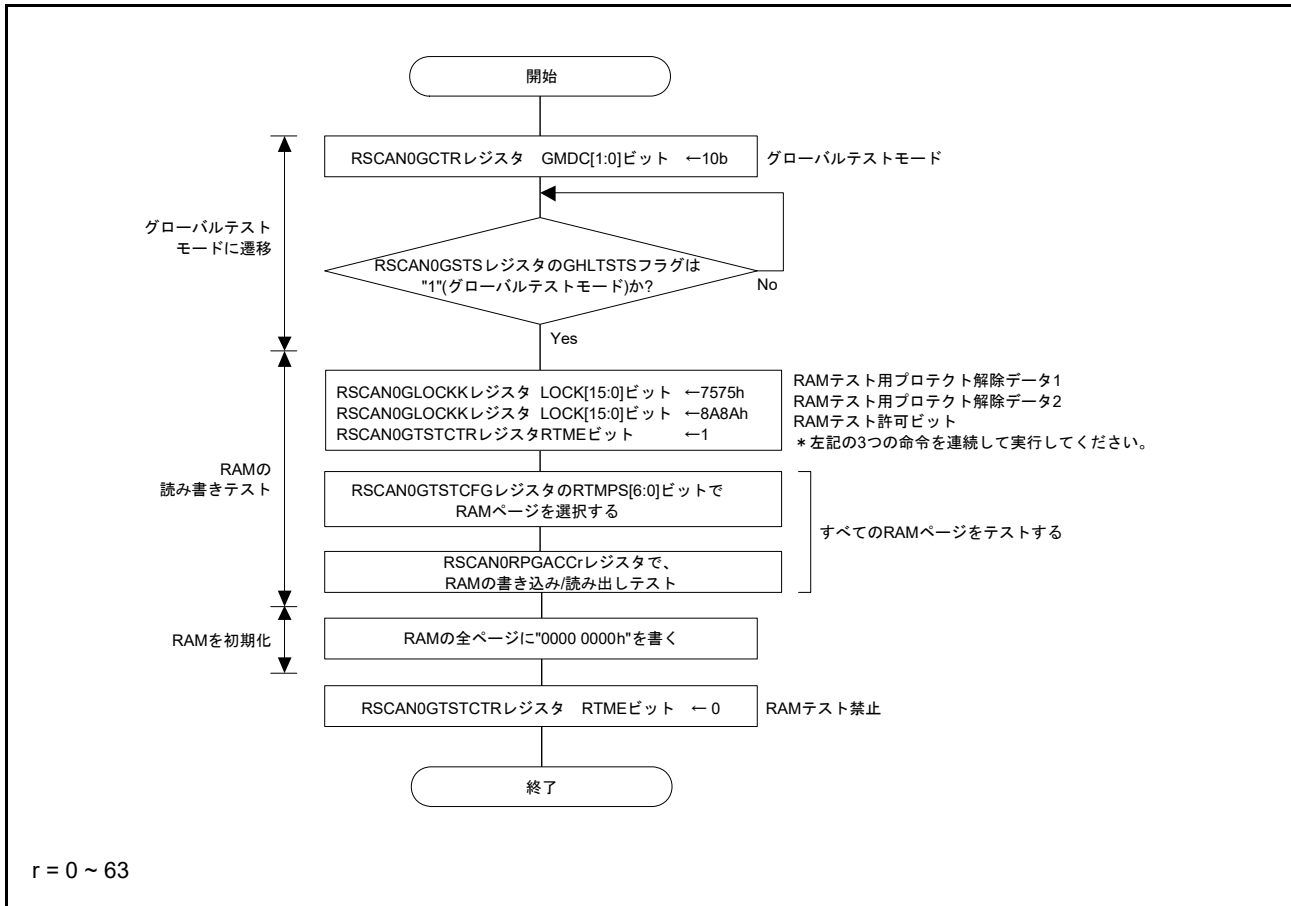 開始
RSCAN0GCTRレジスタ GMDC[1:0]ビット ←10b
グローバルテストモード
グローバルテスト
モードに遷移
RSCAN0GSTSレジスタのGHLTSTSフラグは
"1"(グローバルテストモード)か?
No
Yes
RSCAN0GLOCKKレジスタ LOCK[15:0]ビット ←7575h
RSCAN0GLOCKKレジスタ LOCK[15:0]ビット ←8A8Ah
RSCAN0GTSTCTRレジスタRTMEビット ←1
RAMテスト用プロテクト解除データ1
RAMテスト用プロテクト解除データ2
RAMテスト許可ビット
*左記の3つの命令を連続して実行してください。
RAMの
読み書きテスト
RSCAN0GTSTCFGレジスタのRTMPS[6:0]ビットで
RAMページを選択する
すべてのRAMページをテストする
RSCAN0RPGACCrレジスタで、
RAMの書き込み/読み出しテスト
RAMを初期化
RAMの全ページに"0000 0000h"を書く
RSCAN0GTSTCTRレジスタ RTMEビット ← 0
RAMテスト禁止
終了
r = 0 ~ 63